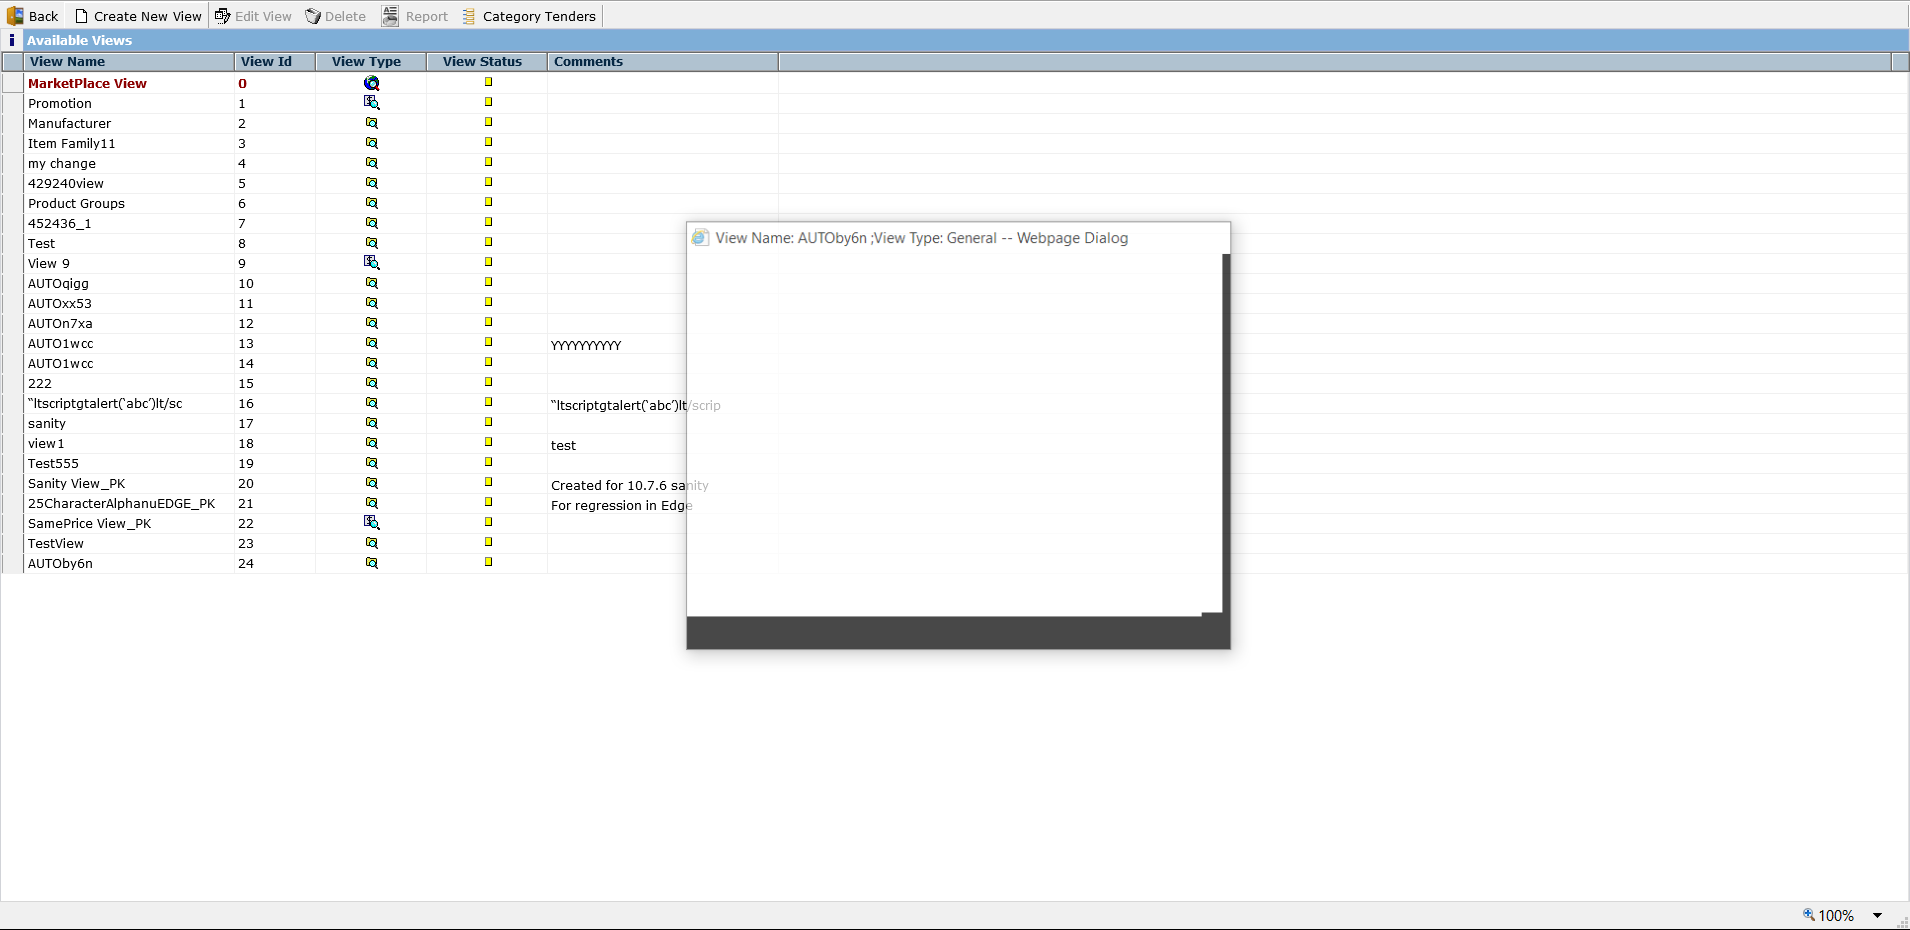 Back Create New View Edit View Delete Report Category Tenders
i Available Views
View Name View Id View Type View Status Comments
MarketPlace View 0
Promotion 1
Manufacturer 2
Item Family11 3
my change 4
429240view 5
Product Groups 6
452436_1 7
Test 8
View 9 9
AUTOqigg 10
AUTOxx53 11
AUTOn7xa 12
AUTO1wcc 13 YYYYYYYYYY
AUTO1wcc 14
222 15
“ltscriptgtalert(‘abc’)lt/sc 16 “ltscriptgtalert(‘abc’)lt/scrip
sanity 17
view1 18 test
Test555 19
Sanity View_PK 20 Created for 10.7.6 sanity
25CharacterAlphanuEDGE_PK 21 For regression in Edge
SamePrice View_PK 22
TestView 23
AUTOby6n 24
View Name: AUTOby6n ;View Type: General -- Webpage Dialog
100%